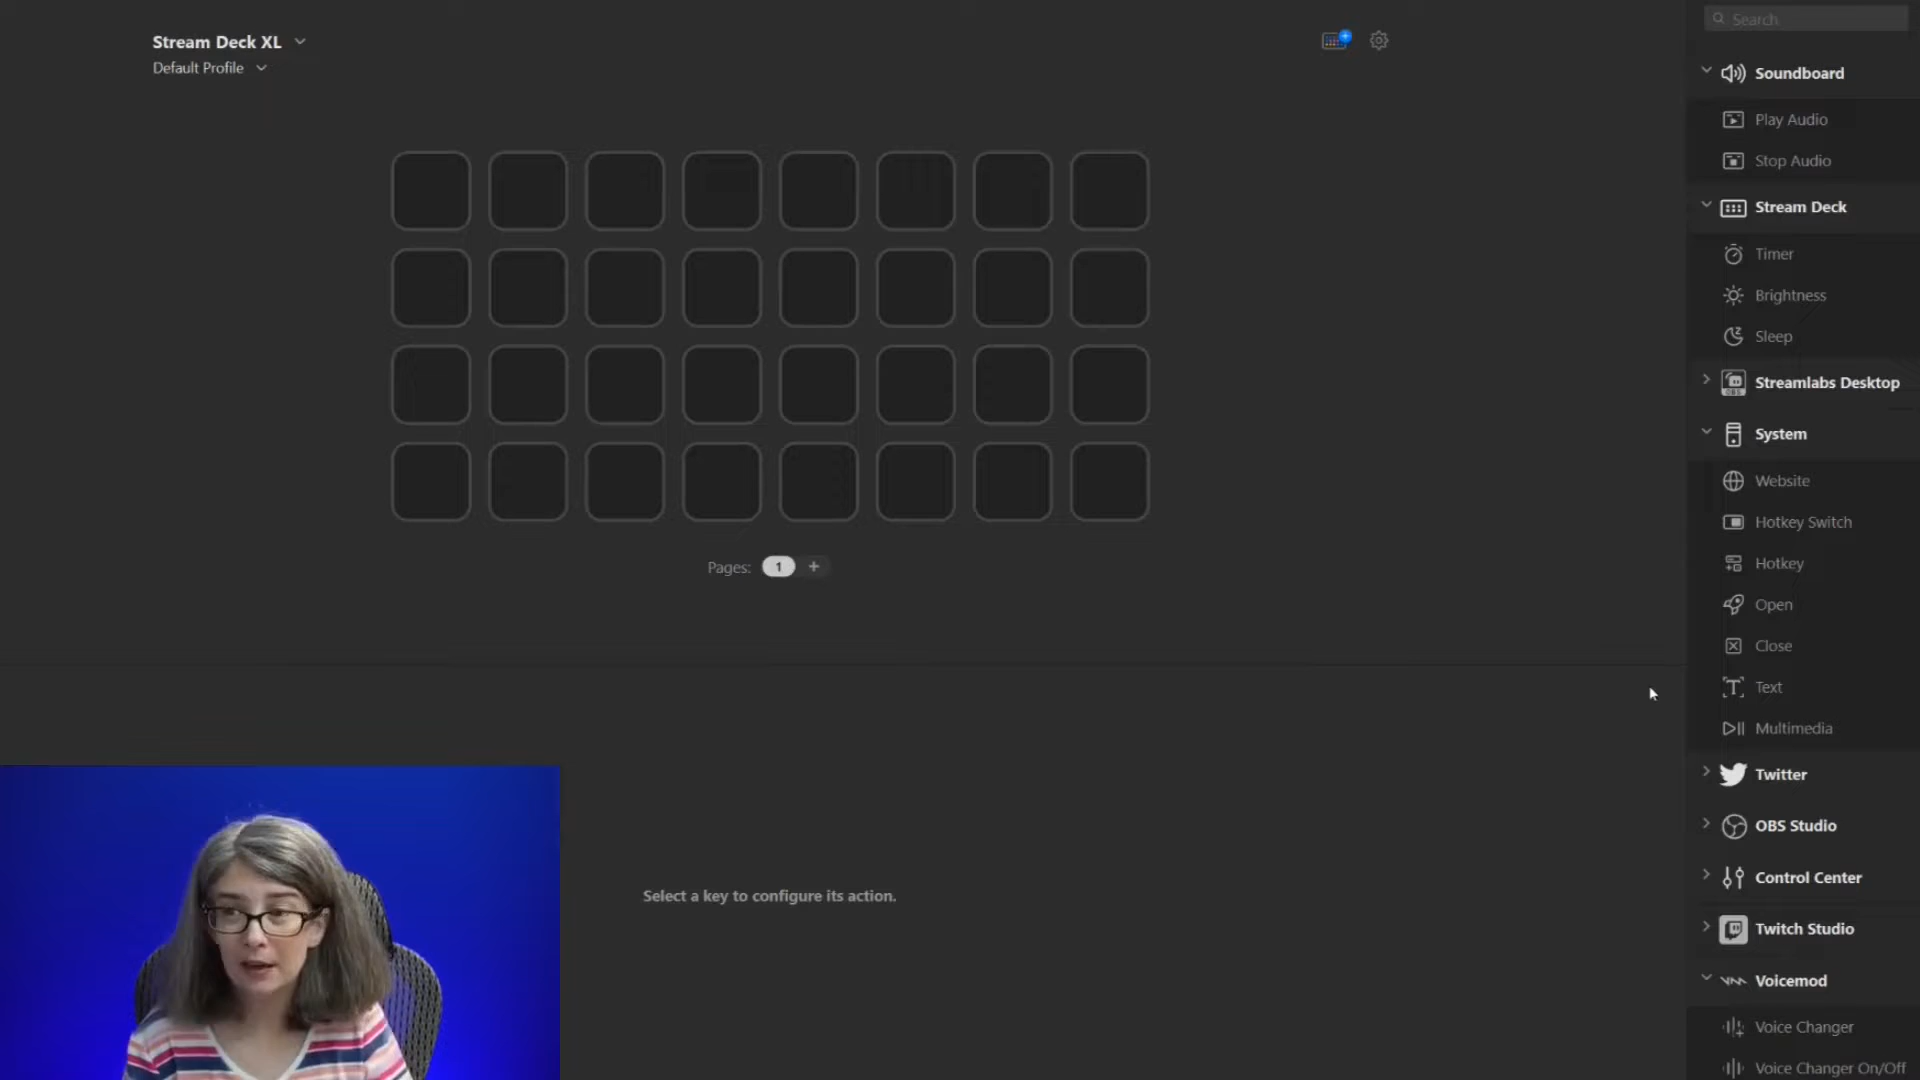 Stream Deck XL
Default Profile
Search
Soundboard
Play Audio
Stop Audio
Stream Deck
Timer
Brightness
Sleep
Streamlabs Desktop
System
Website
Hotkey Switch
Hotkey
Open
Close
Text
Multimedia
Twitter
OBS Studio
Control Center
Twitch Studio
Voicemod
Voice Changer
Voice Changer On/Off
Pages: 1 +
Select a key to configure its action.